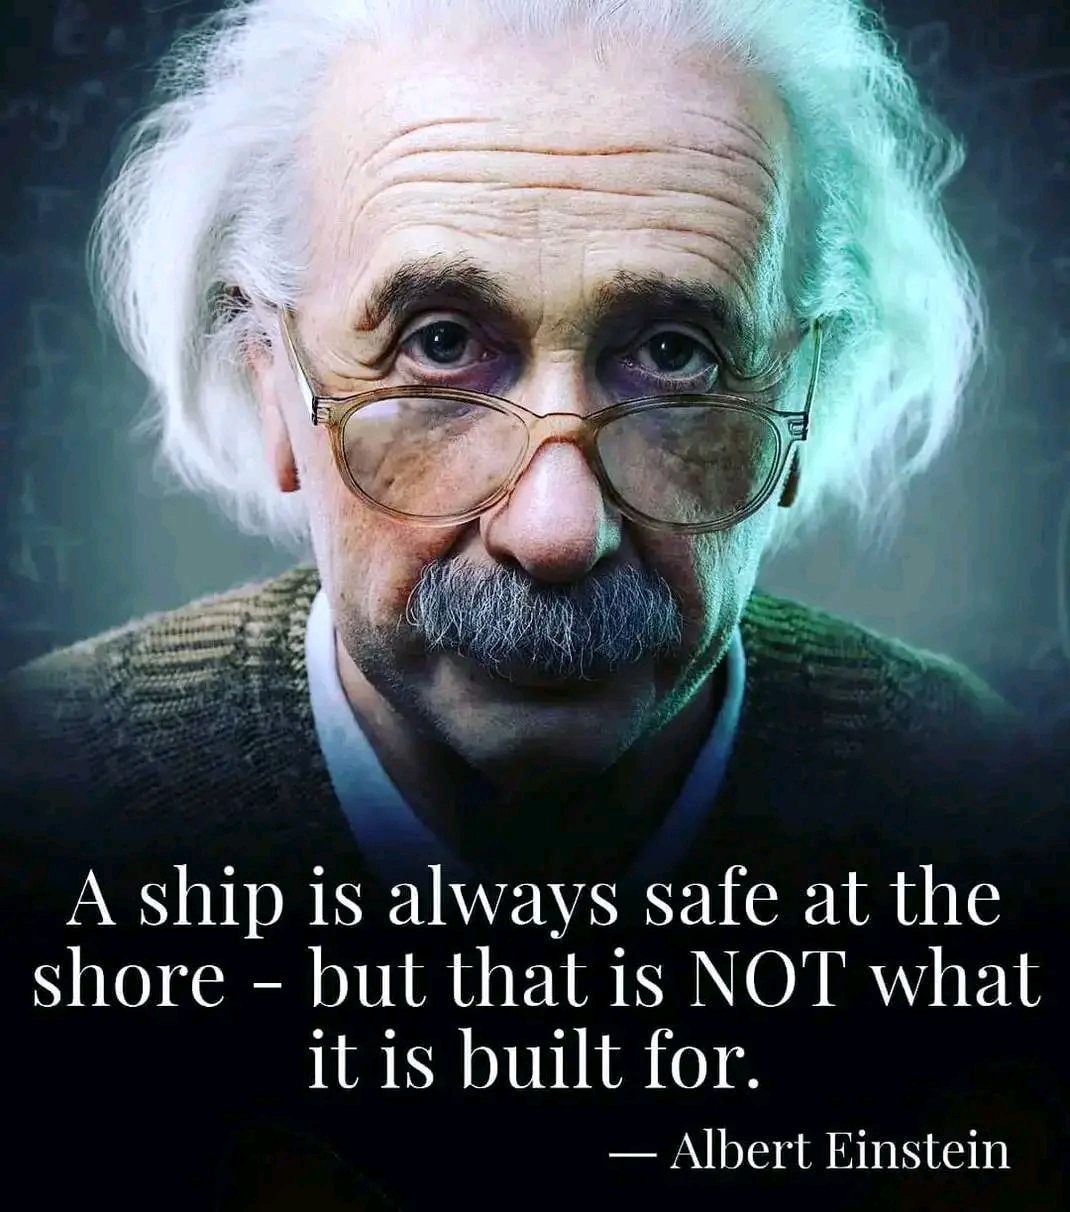 A ship is always safe at the
shore - but that is NOT what
it is built for.
— Albert Einstein